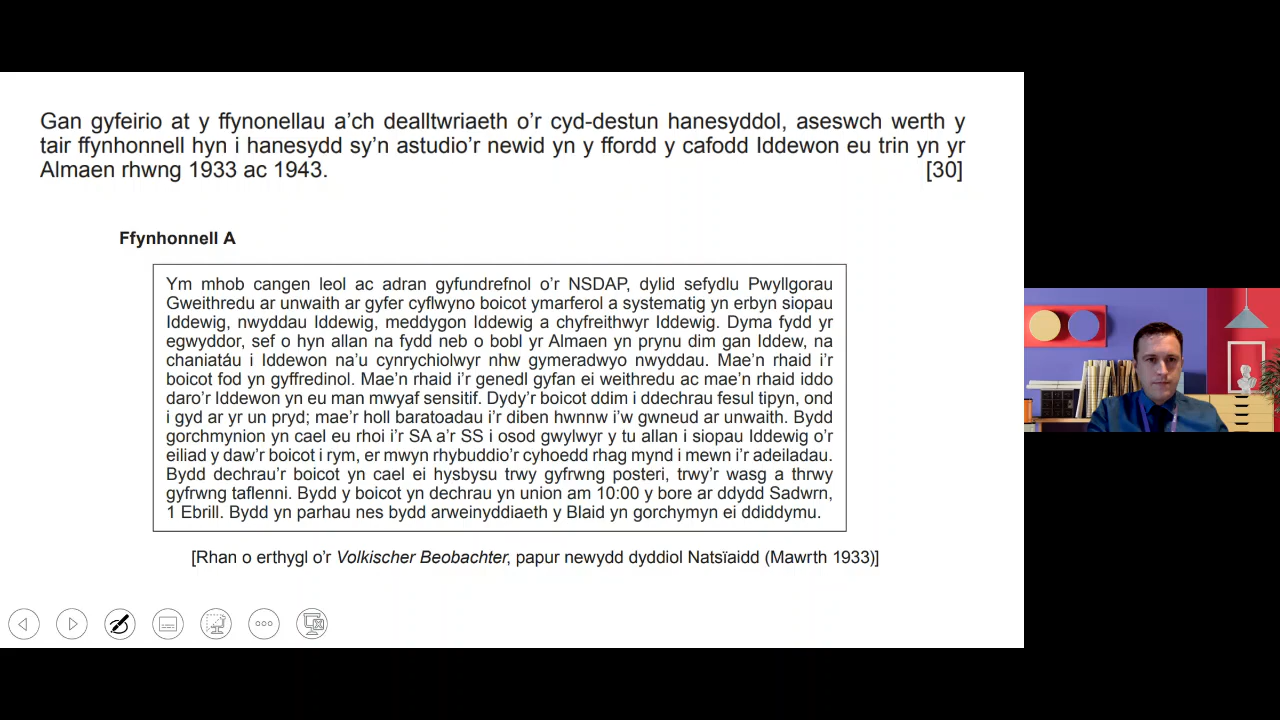 Gan gyfeirio at y ffynonellau a'ch dealltwriaeth o'r cyd-destun hanesyddol, aseswch werth y
tair ffynhonnell hyn i hanesydd sy'n astudio'r newid yn y ffordd y cafodd Iddewon eu trin yn yr
Almaen rhwng 1933 ac 1943. [30]
Ffynhonnell A
Ym mhob cangen leol ac adran gyfundrefnol o'r NSDAP, dylid sefydlu Pwyllgorau
Gweithredu ar unwaith ar gyfer cyflwyno boicot ymarferol a systematig yn erbyn siopau
Iddewig, nwyddau Iddewig, meddygon Iddewig a chyfreithwyr Iddewig. Dyma fydd yr
egwyddor, sef o hyn allan na fydd neb o bobl yr Almaen yn prynu dim gan Iddew, na
chaniatáu i Iddewon na'u cynrychiolwyr nhw gymeradwyo nwyddau. Mae'n rhaid i'r
boicot fod yn gyffredinol. Mae'n rhaid i'r genedl gyfan ei weithredu ac mae'n rhaid iddo
daro'r Iddewon yn eu man mwyaf sensitif. Dydy'r boicot ddim i ddechrau fesul tipyn, ond
i gyd ar yr un pryd; mae'r holl baratoadau i'r diben hwnnw i'w gwneud ar unwaith. Bydd
gorchmynion yn cael eu rhoi i'r SA a'r SS i osod gwylwyr y tu allan i siopau Iddewig o'r
eiliad y daw'r boicot i rym, er mwyn rhybuddio'r cyhoedd rhag mynd i mewn i'r adeiladau.
Bydd dechrau'r boicot yn cael ei hysbysu trwy gyfrwng posteri, trwy'r wasg a thrwy
gyfrwng taflenni. Bydd y boicot yn dechrau yn union am 10:00 y bore ar ddydd Sadwrn,
1 Ebrill. Bydd yn parhau nes bydd arweinyddiaeth y Blaid yn gorchymyn ei ddiddymu.
[Rhan o erthygl o'r Volkischer Beobachter, papur newydd dyddiol Natsïaidd (Mawrth 1933)]